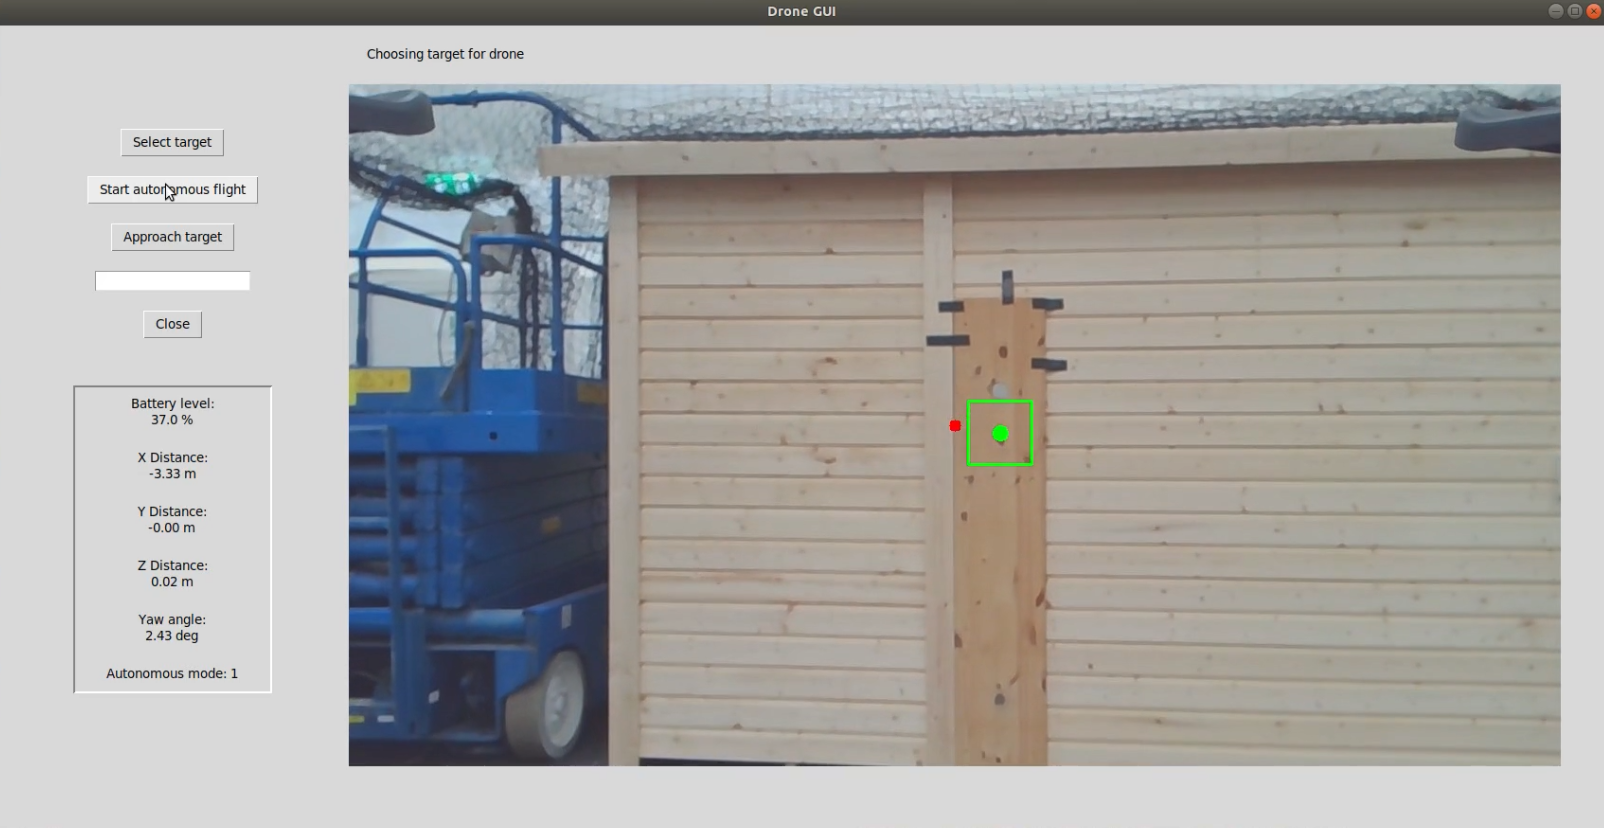 Drone GUI
Choosing target for drone
Select target
Start autonomous flight
Approach target
Close
Battery level:
37.0 %
X Distance:
-3.33 m
Y Distance:
-0.00 m
Z Distance:
0.02 m
Yaw angle:
2.43 deg
Autonomous mode: 1